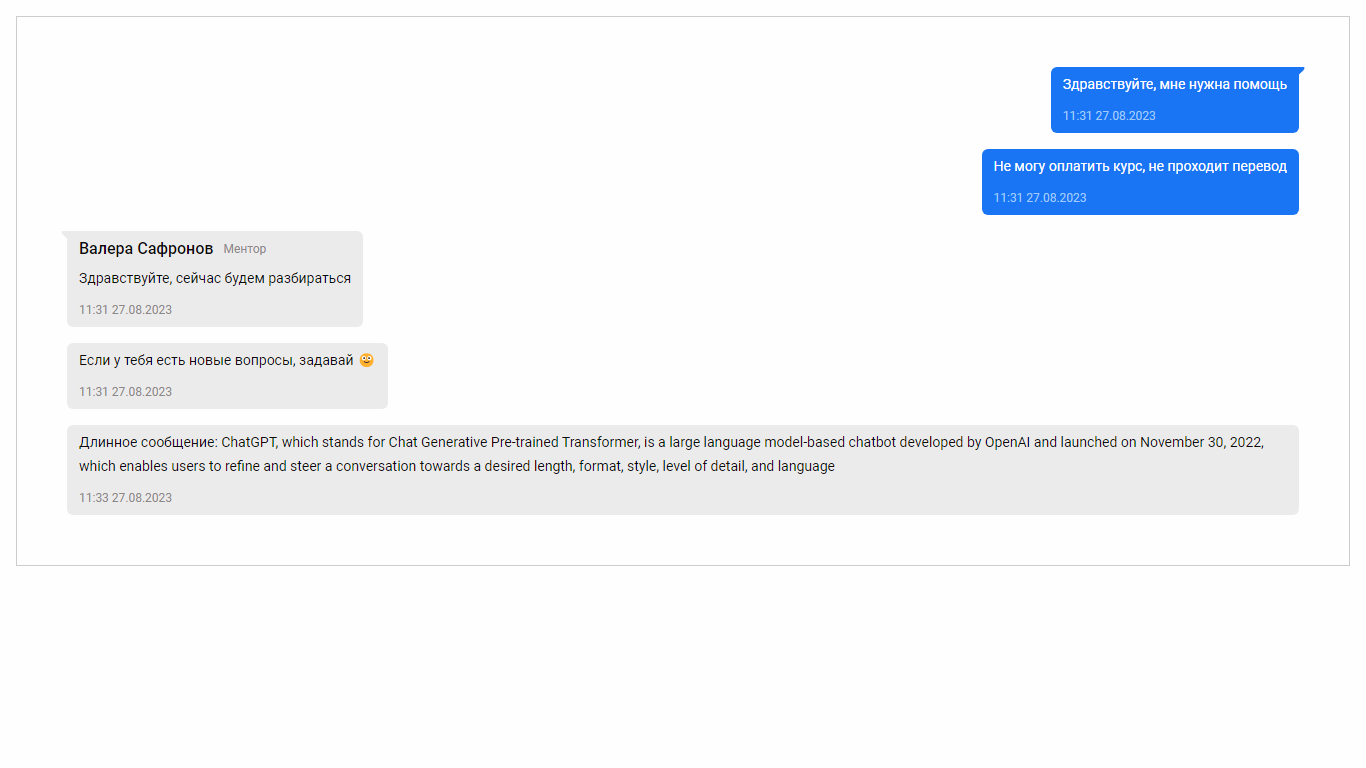 Здравствуйте, мне нужна помощь
11:31 27.08.2023
Не могу оплатить курс, не проходит перевод
11:31 27.08.2023
Валера Сафронов Ментор
Здравствуйте, сейчас будем разбираться
11:31 27.08.2023
Если у тебя есть новые вопросы, задавай
11:31 27.08.2023
Длинное сообщение: ChatGPT, which stands for Chat Generative Pre-trained Transformer, is a large language model-based chatbot developed by OpenAI and launched on November 30, 2022,
which enables users to refine and steer a conversation towards a desired length, format, style, level of detail, and language
11:33 27.08.2023